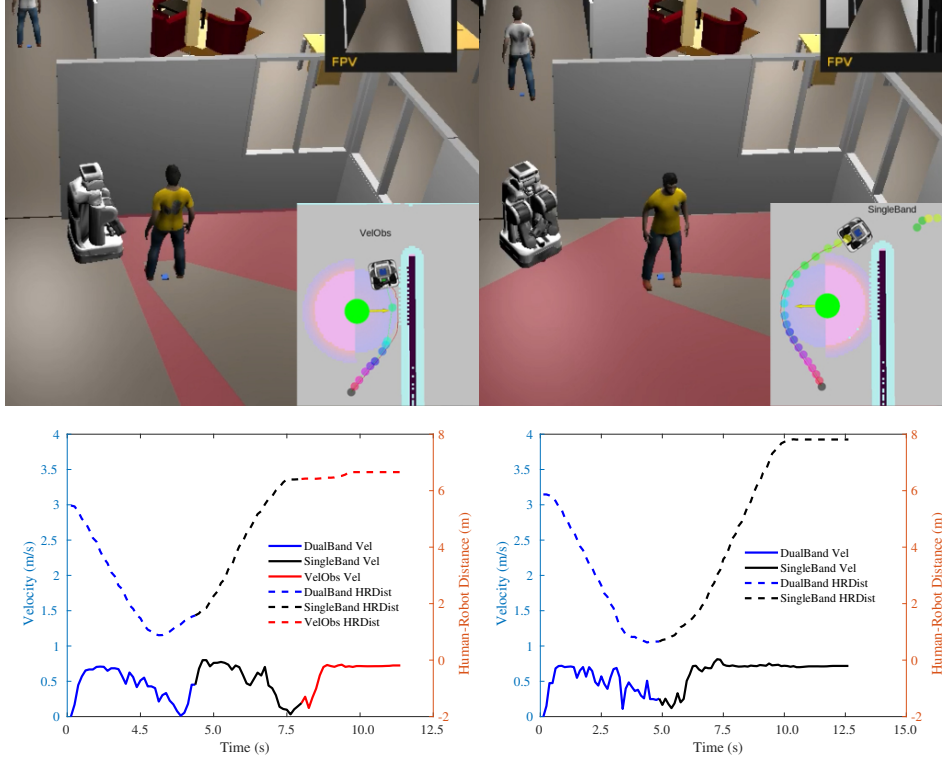 FPV
FPV
VelObs
SingleBand
4
3.5
3
2.5
2
1.5
1
0.5
0
Velocity (m/s)
8
6
4
2
0
-2
Human-Robot Distance (m)
DualBand Vel
SingleBand Vel
VelObs Vel
DualBand HRDist
SingleBand HRDist
VelObs HRDist
0
4.5
5.0
7.5
10.0
12.5
Time (s)
4
3.5
3
2.5
2
1.5
1
0.5
0
Velocity (m/s)
8
6
4
2
0
-2
Human-Robot Distance (m)
DualBand Vel
SingleBand Vel
DualBand HRDist
SingleBand HRDist
0
2.5
5.0
7.5
10.0
15.0
Time (s)